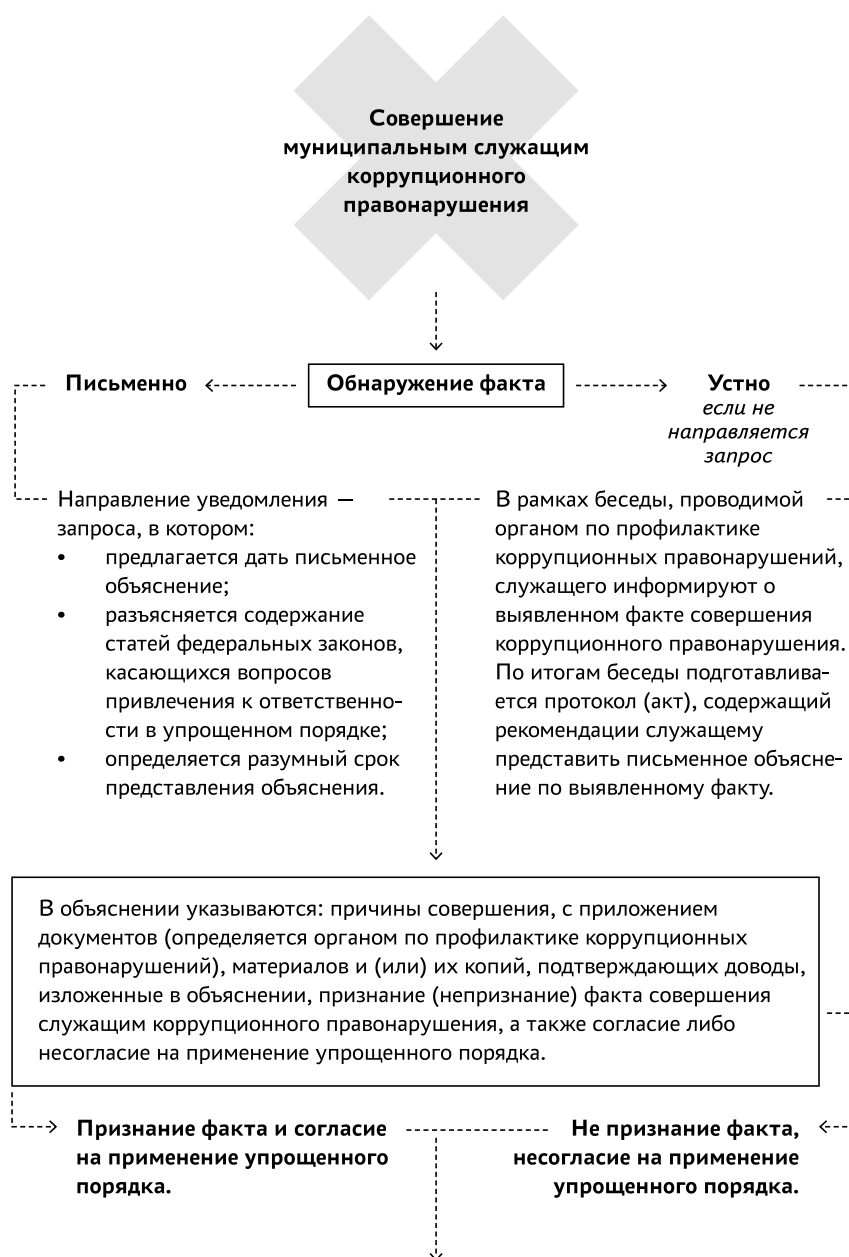 Совершение
муниципальным служащим
коррупционного
правонарушения
Письменно
Обнаружение факта
Устно
если не
направляется
запрос
Направление уведомления —
запроса, в котором:
• предлагается дать письменное
объяснение;
• разъясняется содержание
статей федеральных законов,
касающихся вопросов
привлечения к ответственно-
сти в упрощенном порядке;
• определяется разумный срок
представления объяснения.
В рамках беседы, проводимой
органом по профилактике
коррупционных правонарушений,
служащего информируют о
выявленном факте совершения
коррупционного правонарушения.
По итогам беседы подготавлива-
ется протокол (акт), содержащий
рекомендации служащему
представить письменное объясне-
ние по выявленному факту.
В объяснении указываются: причины совершения, с приложением
документов (определяется органом по профилактике коррупционных
правонарушений), материалов и (или) их копий, подтверждающих доводы,
изложенные в объяснении, признание (непризнание) факта совершения
служащим коррупционного правонарушения, а также согласие либо
несогласие на применение упрощенного порядка.
Признание факта и согласие
на применение упрощенного
порядка.
Не признание факта,
несогласие на применение
упрощенного порядка.